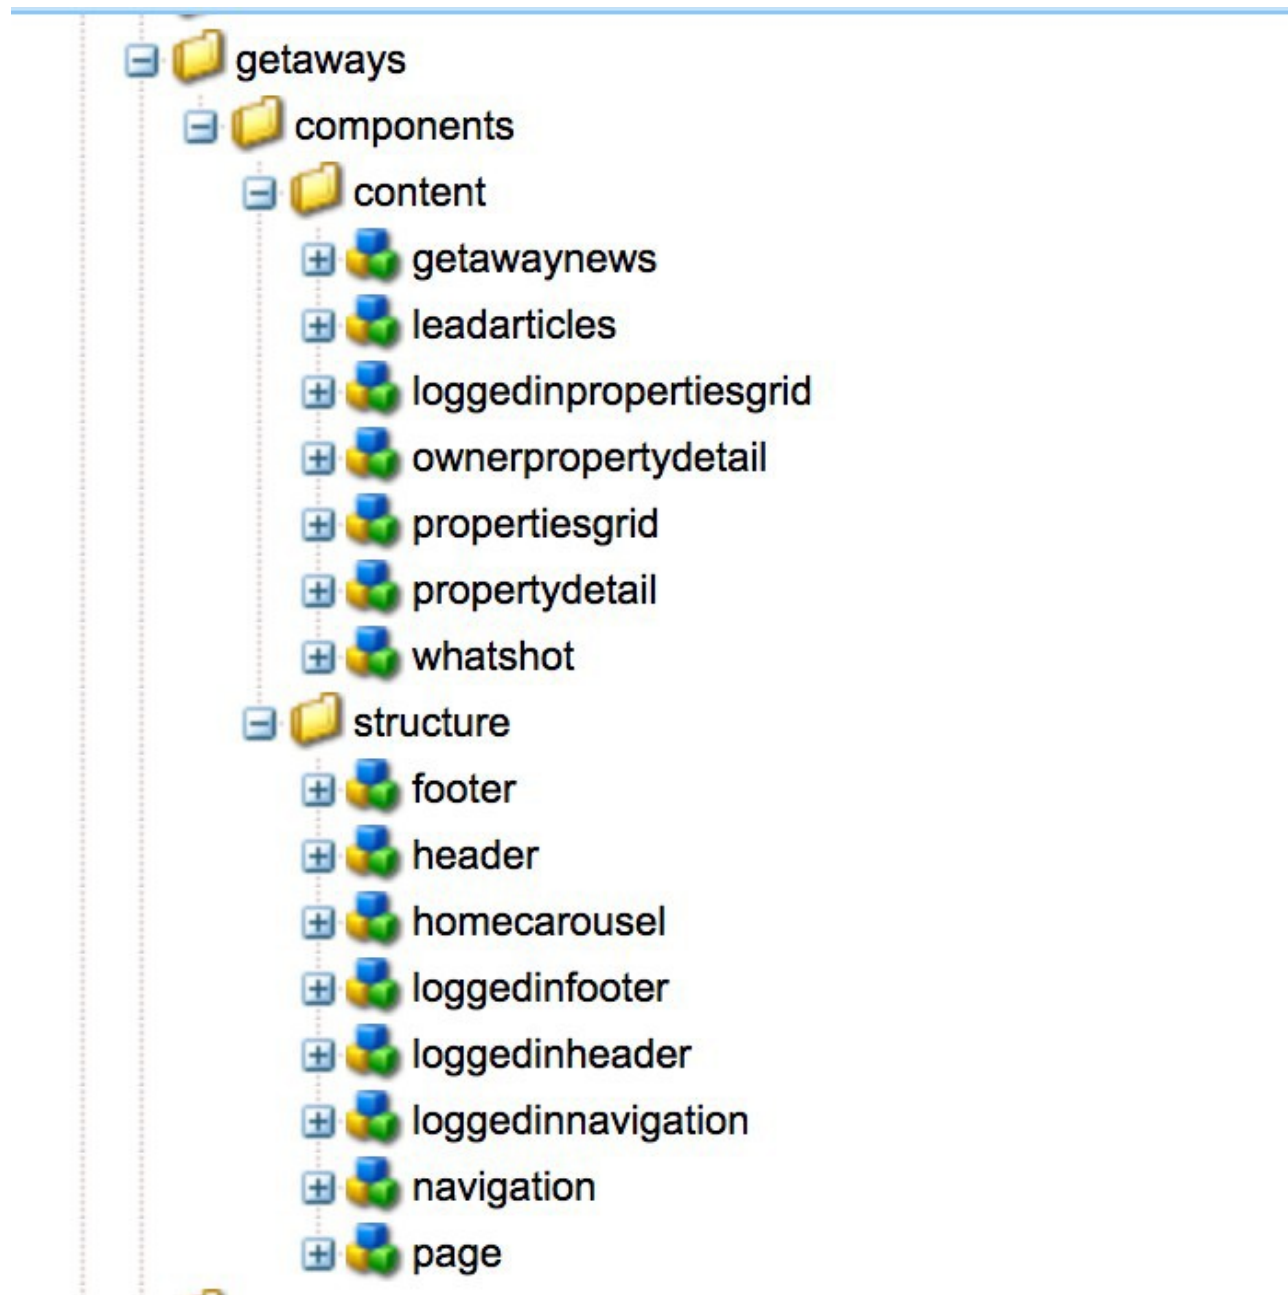 getaways
components
content
getawaynews
leadarticles
loggedinpropertiesgrid
ownerpropertydetail
propertiesgrid
propertydetail
whatshot
structure
footer
header
homecarousel
loggedinfooter
loggedinheader
loggedinnavigation
navigation
page